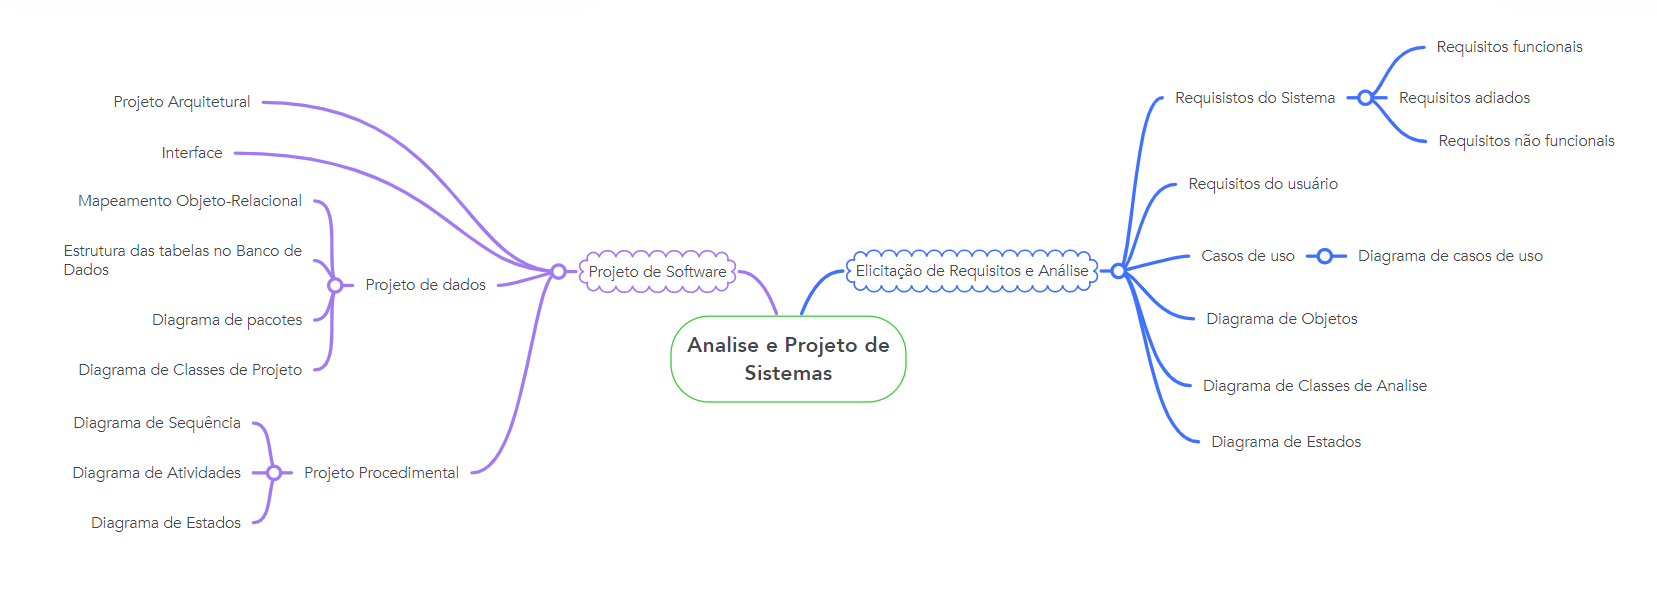 Projeto Arquitetural
Interface
Mapeamento Objeto-Relacional
Estrutura das tabelas no Banco de
Dados
Diagrama de pacotes
Diagrama de Classes de Projeto
Projeto de dados
Diagrama de Sequência
Diagrama de Atividades
Diagrama de Estados
Projeto Procedimental
Projeto de Software
Analise e Projeto de
Sistemas
Elicitação de Requisitos e Análise
Requisistos do Sistema
Requisitos funcionais
Requisitos adiados
Requisitos não funcionais
Requisitos do usuário
Casos de uso
Diagrama de casos de uso
Diagrama de Objetos
Diagrama de Classes de Analise
Diagrama de Estados